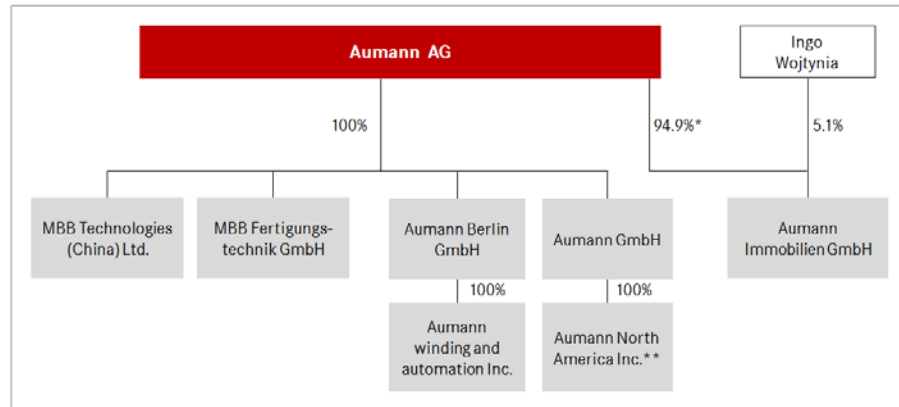 Aumann AG
Ingo
Wojtynia
100%
94.9%*
5.1%
MBB Technologies
(China) Ltd.
MBB Fertigungs-
technik GmbH
Aumann Berlin
GmbH
Aumann GmbH
Aumann
Immobilien GmbH
100%
100%
Aumann
winding and
automation Inc.
Aumann North
America Inc.**